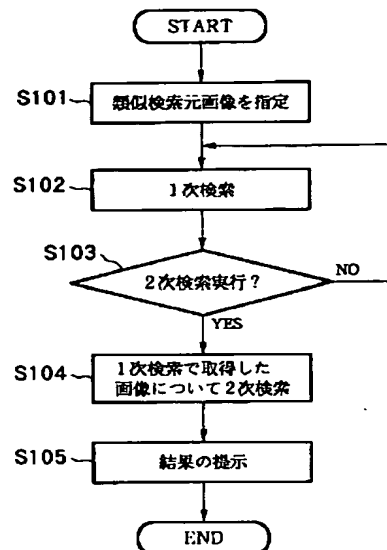 START
S101
類似検索元画像を指定
S102
1次検索
S103
2次検索実行？
NO
YES
S104
1次検索で取得した
画像について2次検索
S105
結果の提示
END